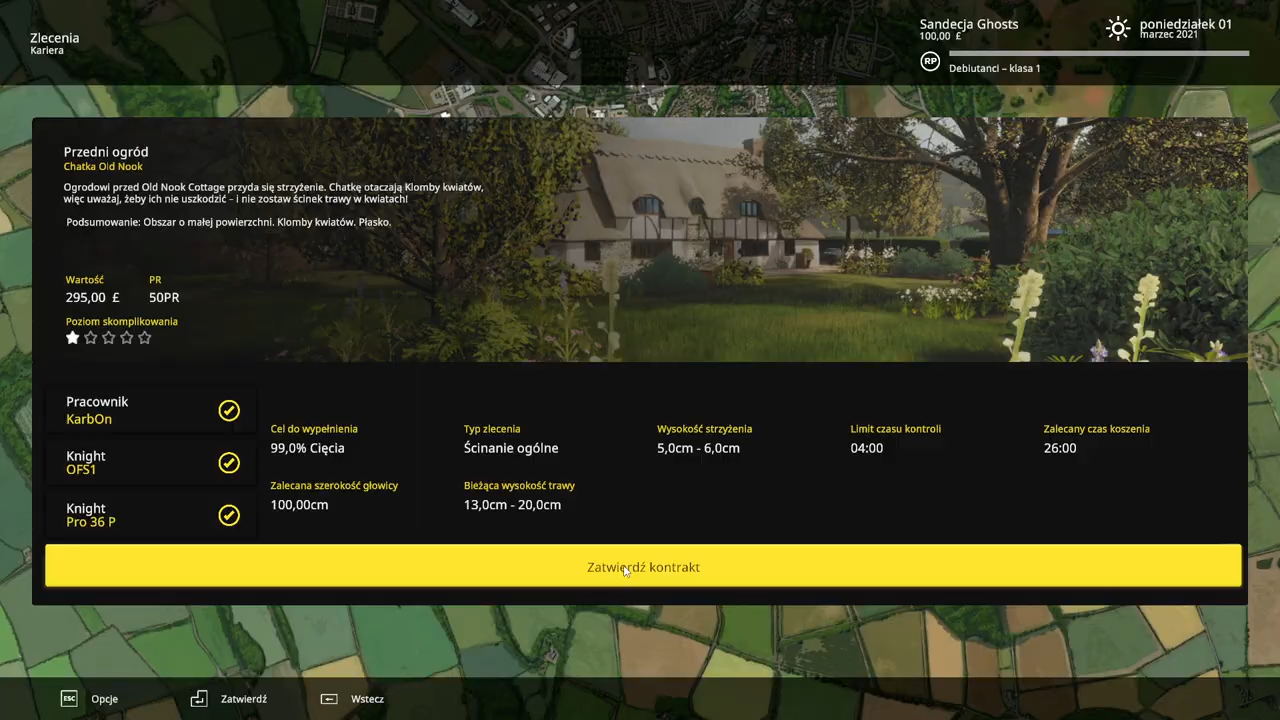 Zlecenia
Kariera
Sandecja Ghosts
100,00 £
poniedziałek 01
marzec 2021
RP
Debiutanci – klasa 1
Przedni ogród
Chatka Old Nook
Ogrodowi przed Old Nook Cottage przyda się strzyżenie. Chatkę otaczają Klomby kwiatów,
więc uważaj, żeby ich nie uszkodzić – i nie zostaw ścinek trawy w kwiatach!
Podsumowanie: Obszar o małej powierzchni. Klomby kwiatów. Płasko.
Wartość PR
295,00 £ 50PR
Poziom skomplikowania
Pracownik
KarbOn
Knight
OFS1
Knight
Pro 36 P
Cel do wypełnienia
99,0% Cięcia
Typ zlecenia
Ścinanie ogólne
Wysokość strzyżenia
5,0cm - 6,0cm
Limit czasu kontroli
04:00
Zalecany czas koszenia
26:00
Zalecana szerokość głowicy
100,00cm
Bieżąca wysokość trawy
13,0cm - 20,0cm
Zatwierdź kontrakt
ESC Opcje
Zatwierdź
Wstecz